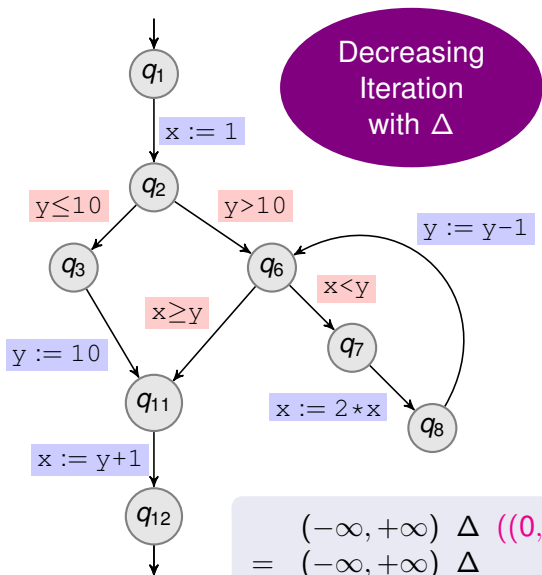 q1
Decreasing
Iteration
with Δ
x := 1
q2
y≤10
y>10
y := y-1
q3
q6
x≥y
x<y
y := 10
q7
q11
x := 2*x
q8
x := y+1
q12
(−∞, +∞) Δ ((0,
= (−∞, +∞) Δ